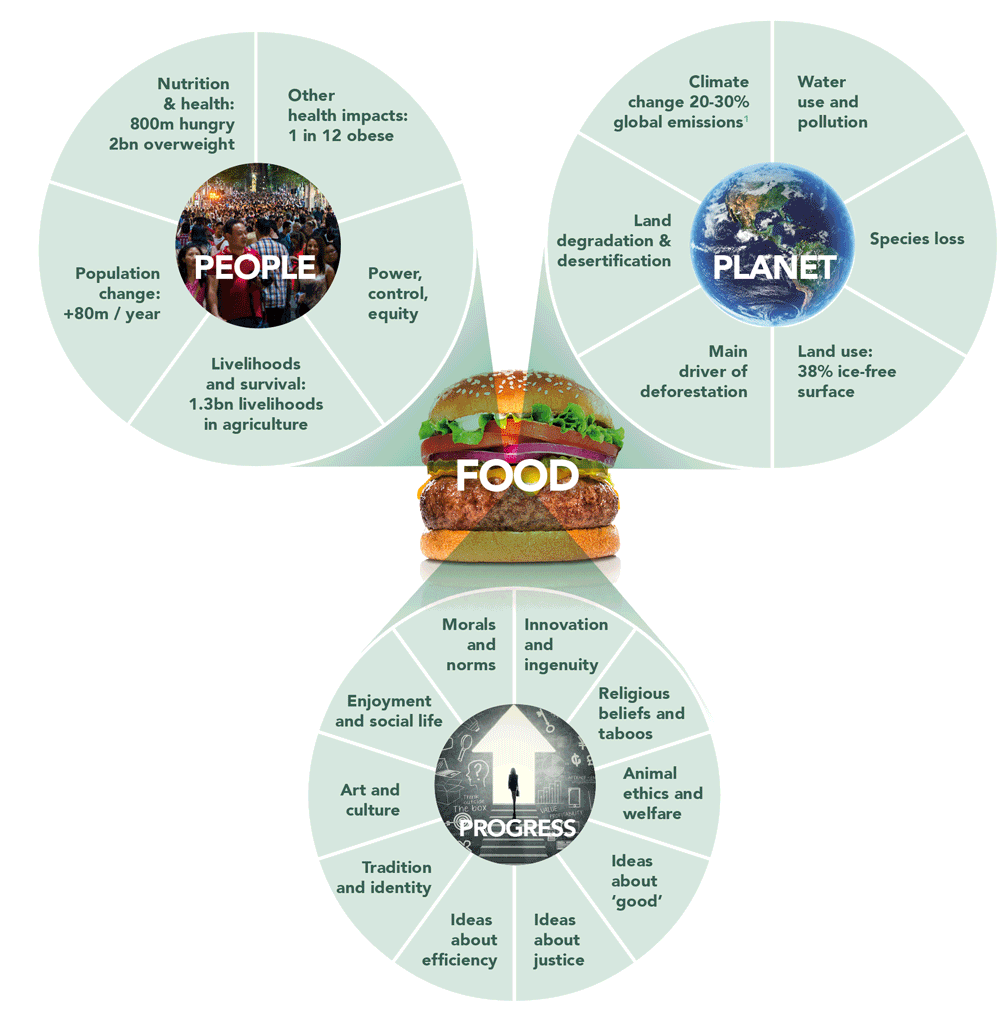 Nutrition
& health:
800m hungry
2bn overweight
Other
health impacts:
1 in 12 obese
PEOPLE
Population
change:
+80m / year
Power,
control,
equity
Livelihoods
and survival:
1.3bn livelihoods
in agriculture
Climate
change 20-30%
global emissions¹
Water
use and
pollution
Land
degradation &
desertification
PLANET
Species loss
Main
driver of
deforestation
Land use:
38% ice-free
surface
FOOD
Morals
and
norms
Innovation
and
ingenuity
Enjoyment
and social life
Religious
beliefs and
taboos
Art and
culture
The box
VALUE
PROGRESS
Animal
ethics and
welfare
Tradition
and identity
Ideas
about
'good'
Ideas
about
efficiency
Ideas
about
justice